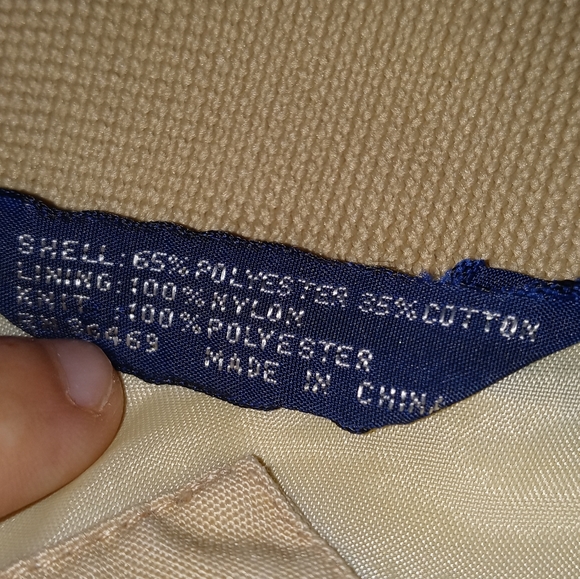 SHELL: 65% POLYESTER 35% COTTON
LINING: 100% NYLON
KNIT :100% POLYESTER
MADE IN CHINA